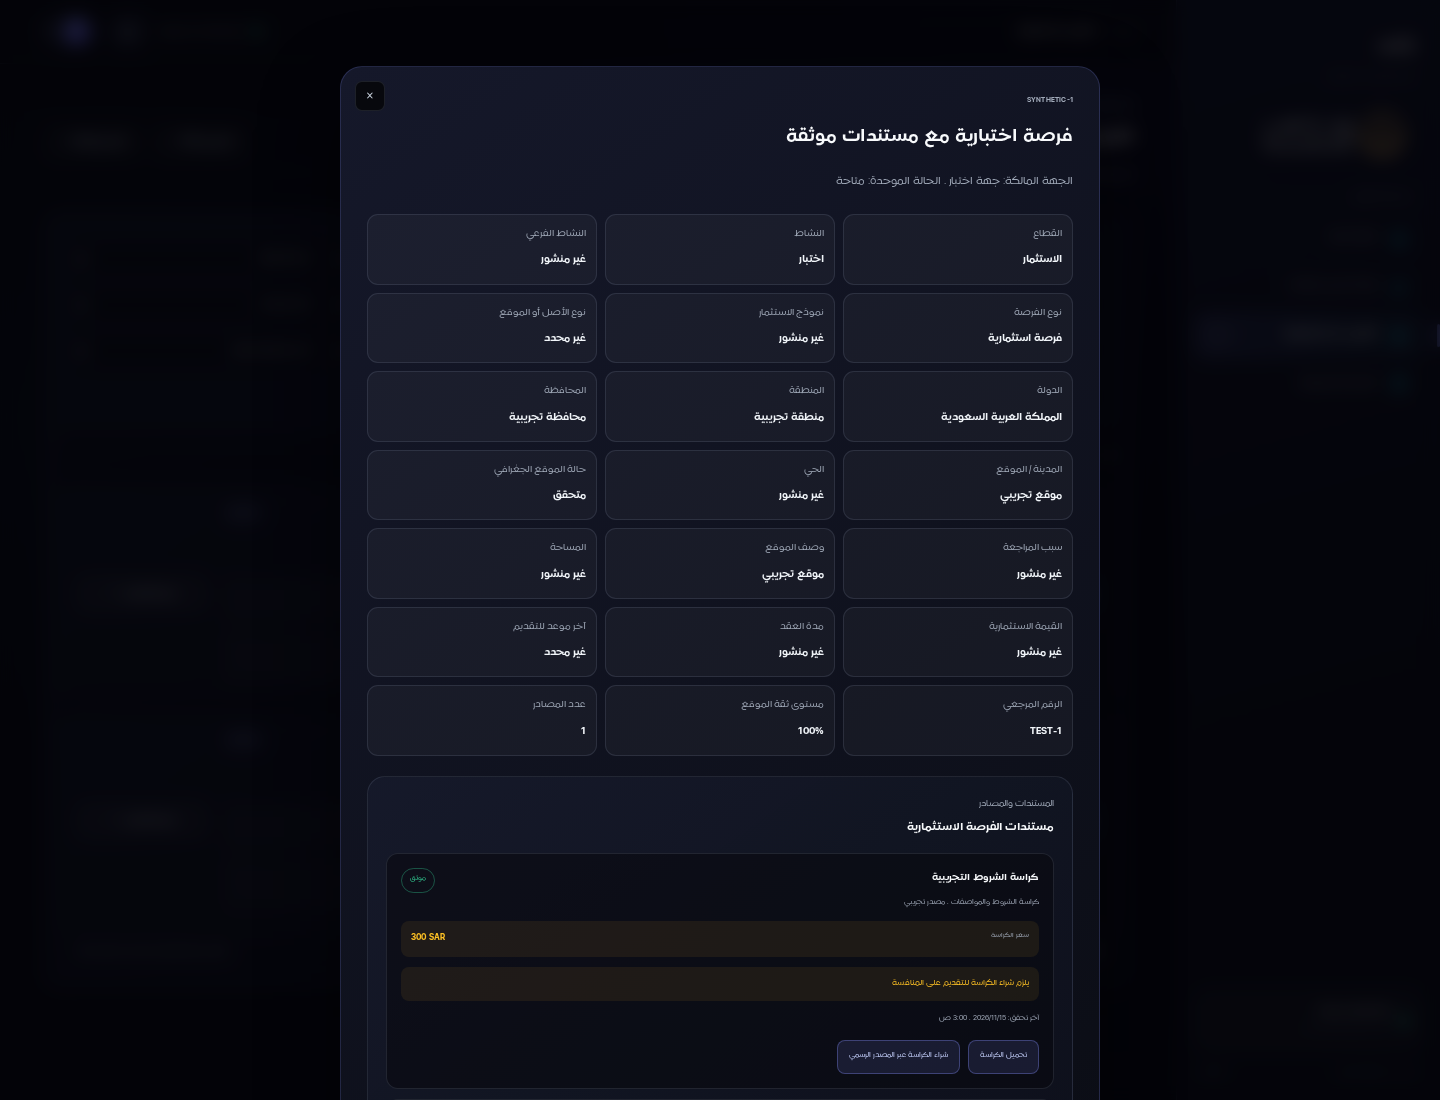 ×
SYNTHETIC-1
فرصة اختبارية مع مستندات موثقة
الجهة المالكة: جهة اختبار . الحالة الموحدة: متاحة
القطاع
الاستثمار
النشاط
اختبار
النشاط الفرعي
غير منشور
نوع الفرصة
فرصة استثمارية
نموذج الاستثمار
غير منشور
نوع الأصل أو الموقع
غير محدد
الدولة
المملكة العربية السعودية
المنطقة
منطقة تجريبية
المحافظة
محافظة تجريبية
المدينة / الموقع
موقع تجريبي
الحي
غير منشور
حالة الموقع الجغرافي
متحقق
سبب المراجعة
غير منشور
وصف الموقع
موقع تجريبي
المساحة
غير منشور
القيمة الاستثمارية
غير منشور
مدة العقد
غير منشور
آخر موعد للتقديم
غير محدد
الرقم المرجعي
TEST-1
مستوى ثقة الموقع
100%
عدد المصادر
1
المستندات والمصادر
مستندات الفرصة الاستثمارية
كراسة الشروط التجريبية
موثق
كراسة الشروط والمواصفات . مصدر تجريبي
سعر الكراسة
300 SAR
يلزم شراء الكراسة للتقديم على المنافسة
آخر تحقق: 2026/11/15 . 3:00 ص
تحميل الكراسة
شراء الكراسة عبر المصدر الرسمي